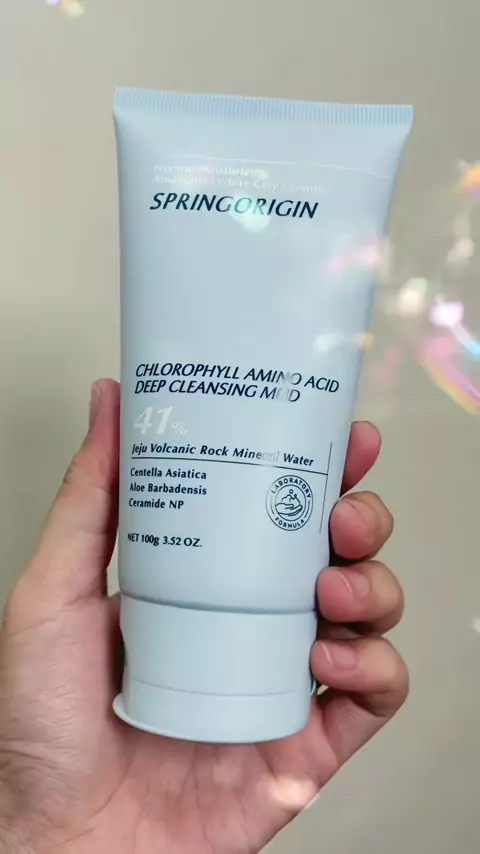 SPRINGORIGIN
CHLOROPHYLL AMINO ACID
DEEP CLEANSING MUD
41%
Jeju Volcanic Rock Mineral Water
Centella Asiatica
Aloe Barbadensis
Ceramide NP
LABORATORY
FORMULA
NET 100g 3.52 OZ.